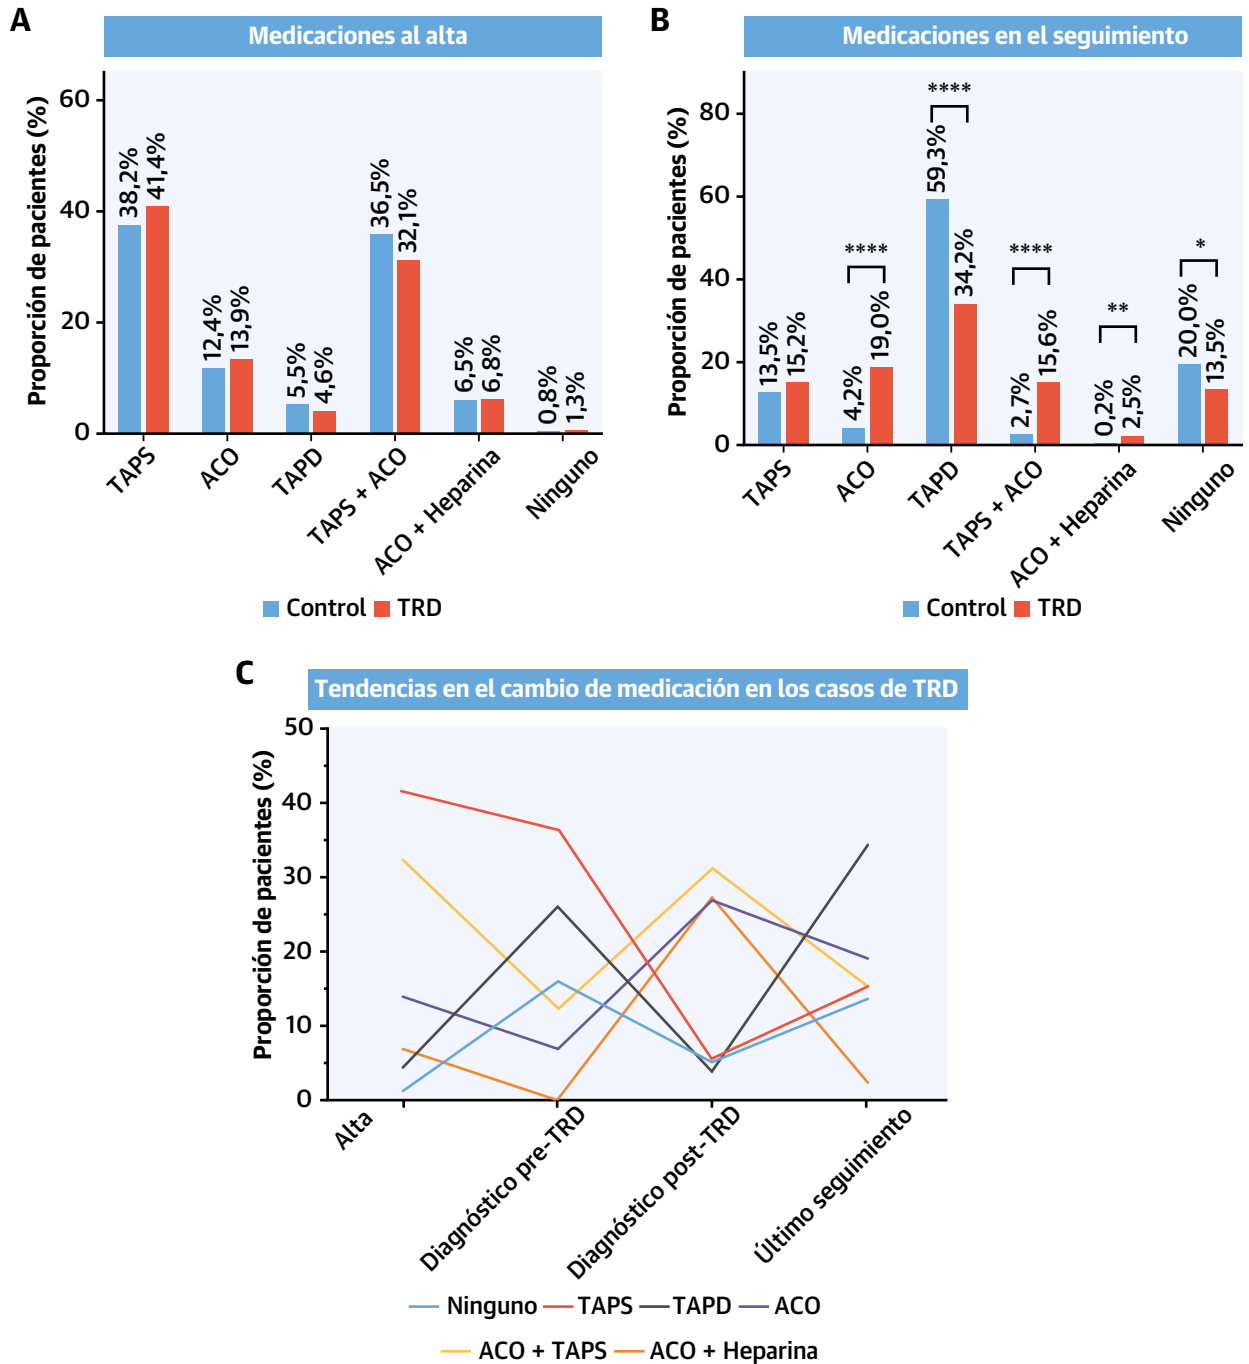 A
Medicaciones al alta
Proporción de pacientes (%)
60
40
20
0
38,2%
41,4%
12,4%
13,9%
5,5%
4,6%
36,5%
32,1%
6,5%
6,8%
0,8%
1,3%
TAPS
ACO
TAPD
TAPS + ACO
ACO + Heparina
Ninguno
Control
TRD
B
Medicaciones en el seguimiento
Proporción de pacientes (%)
80
60
40
20
0
13,5%
15,2%
****
4,2%
19,0%
****
59,3%
34,2%
****
2,7%
15,6%
**
0,2%
2,5%
*
20,0%
13,5%
TAPS
ACO
TAPD
TAPS + ACO
ACO + Heparina
Ninguno
Control
TRD
C
Tendencias en el cambio de medicación en los casos de TRD
Proporción de pacientes (%)
50
40
30
20
10
0
Alta
Diagnóstico pre-TRD
Diagnóstico post-TRD
Último seguimiento
Ninguno
TAPS
TAPD
ACO
ACO + TAPS
ACO + Heparina